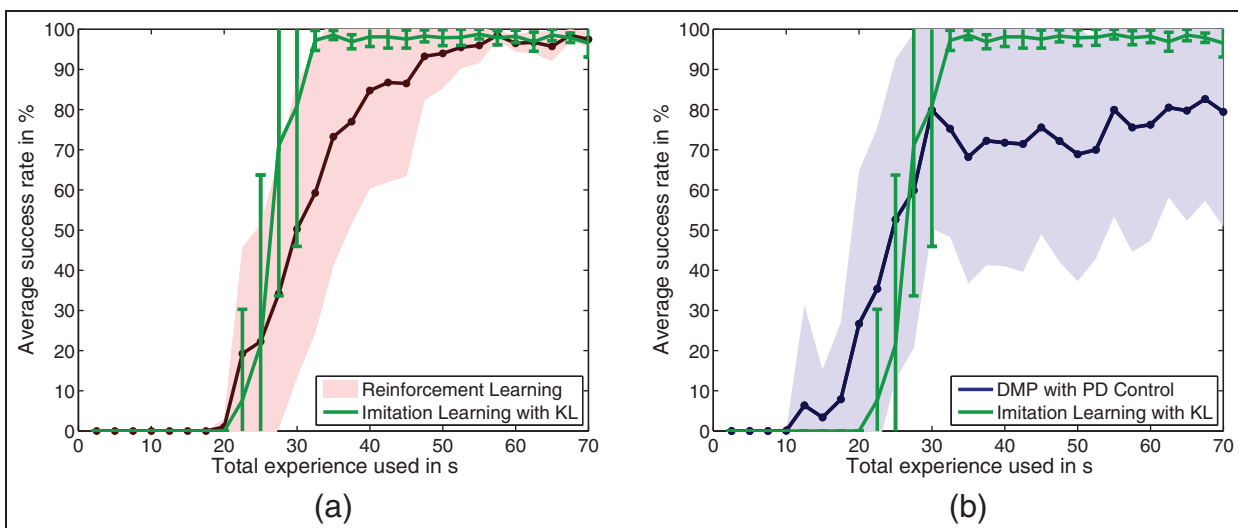 Average success rate in %
100
90
80
70
60
50
40
30
20
10
0
0 10 20 30 40 50 60 70
Total experience used in s
Reinforcement Learning
Imitation Learning with KL
(a)
Average success rate in %
100
90
80
70
60
50
40
30
20
10
0
0 10 20 30 40 50 60 70
Total experience used in s
DMP with PD Control
Imitation Learning with KL
(b)